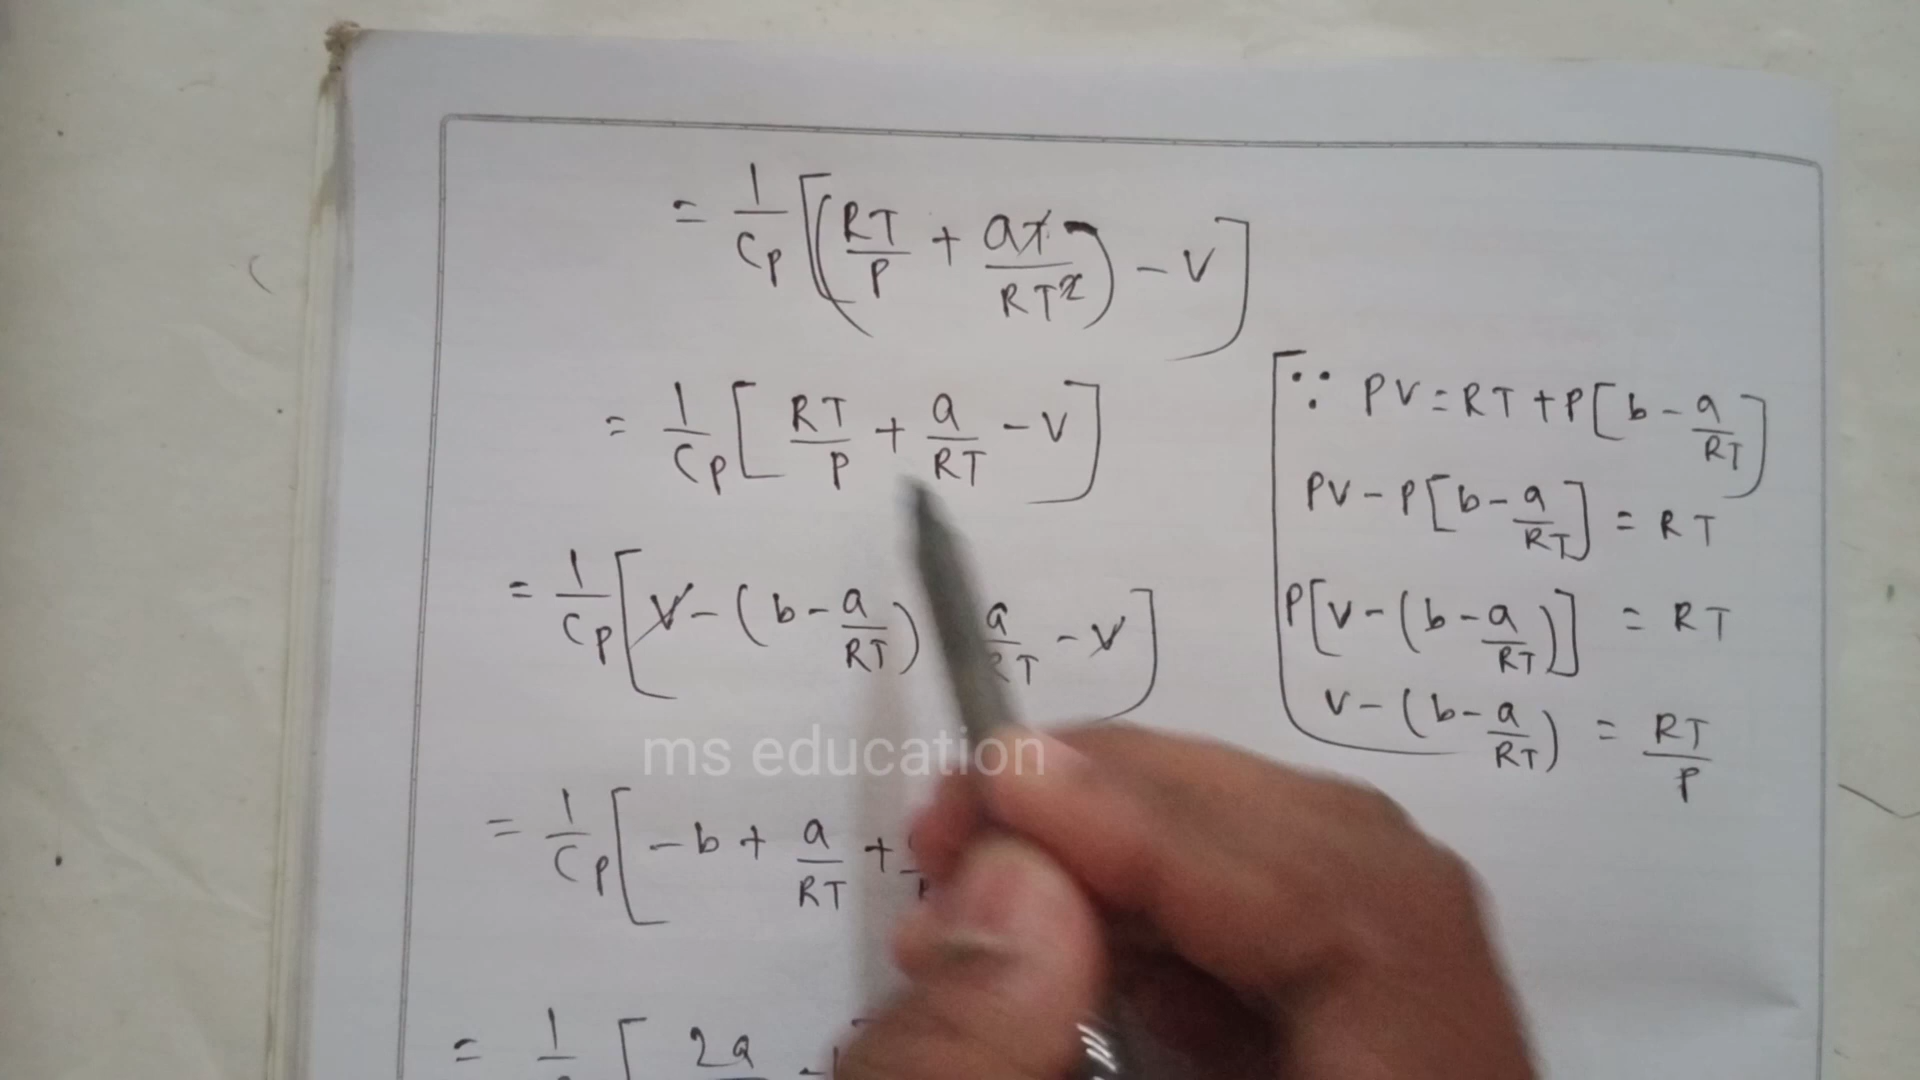 = 1/Cp [(RT/P + aT/RT²) - V]
= 1/Cp [RT/P + a/RT - V]
= 1/Cp [V - (b - a/RT) a/RT - V]
= 1/Cp [-b + a/RT +
= 1 [2a -
∵ PV = RT + P[b - a/RT]
PV - P[b - a/RT] = RT
P[V - (b - a/RT)] = RT
V - (b - a/RT) = RT/P
ms education